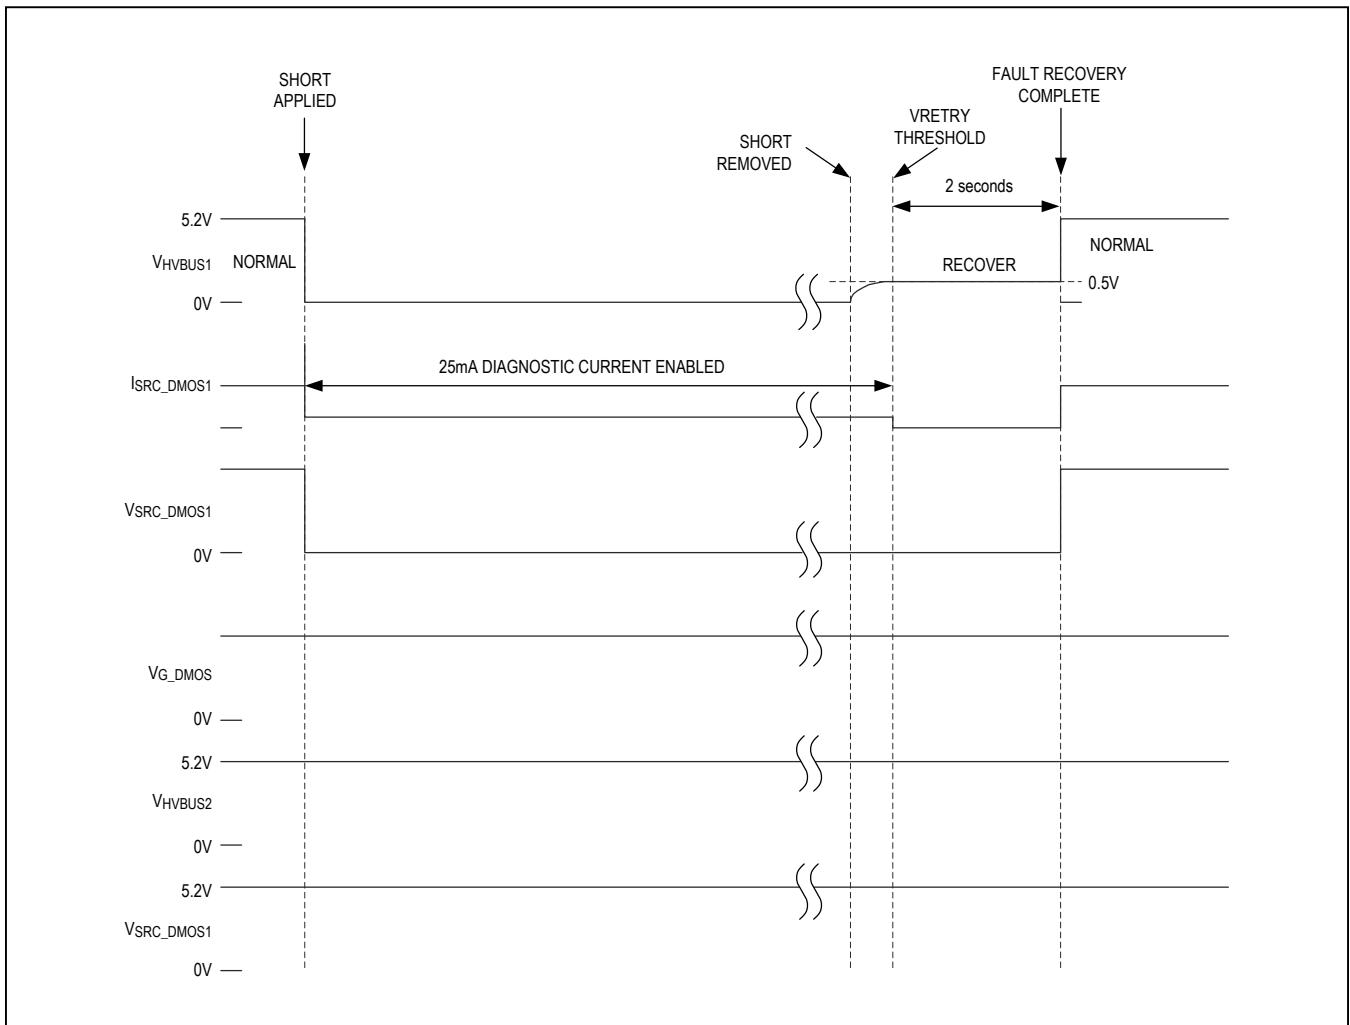 SHORT
APPLIED
FAULT RECOVERY
COMPLETE
VRETRY
THRESHOLD
SHORT
REMOVED
2 seconds
5.2V
VHVBUS1
NORMAL
0V
RECOVER
NORMAL
0.5V
25mA DIAGNOSTIC CURRENT ENABLED
ISRC_DMOS1
VSRC_DMOS1
0V
VG_DMOS
0V
5.2V
VHVBUS2
0V
5.2V
VSRC_DMOS1
0V